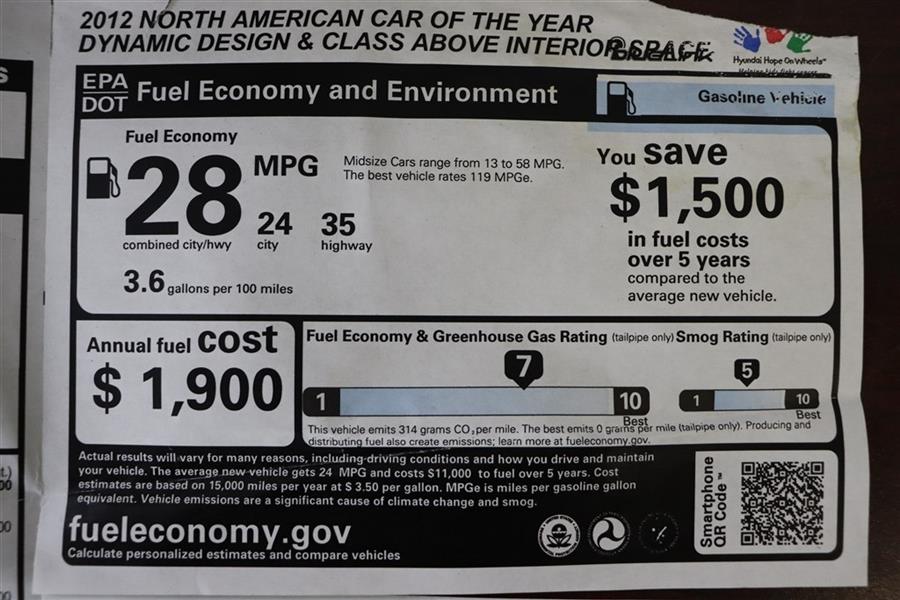 2012 NORTH AMERICAN CAR OF THE YEAR
DYNAMIC DESIGN & CLASS ABOVE INTERIOR SPACE
Hyundai Hope On Wheels
EPA
DOT
Fuel Economy and Environment
Gasoline Vehicle
Fuel Economy
28 MPG
combined city/hwy
24
city
35
highway
3.6 gallons per 100 miles
Midsize Cars range from 13 to 58 MPG.
The best vehicle rates 119 MPGe.
You save
$1,500
in fuel costs
over 5 years
compared to the
average new vehicle.
Annual fuel cost
$ 1,900
Fuel Economy & Greenhouse Gas Rating (tailpipe only)
7
1
10
Best
Smog Rating (tailpipe only)
5
1
10
Best
This vehicle emits 314 grams CO₂ per mile. The best emits 0 grams per mile (tailpipe only). Producing and
distributing fuel also create emissions; learn more at fueleconomy.gov.
Actual results will vary for many reasons, including driving conditions and how you drive and maintain
your vehicle. The average new vehicle gets 24 MPG and costs $11,000 to fuel over 5 years. Cost
estimates are based on 15,000 miles per year at $ 3.50 per gallon. MPGe is miles per gasoline gallon
equivalent. Vehicle emissions are a significant cause of climate change and smog.
fueleconomy.gov
Calculate personalized estimates and compare vehicles
Smartphone
QR Code™